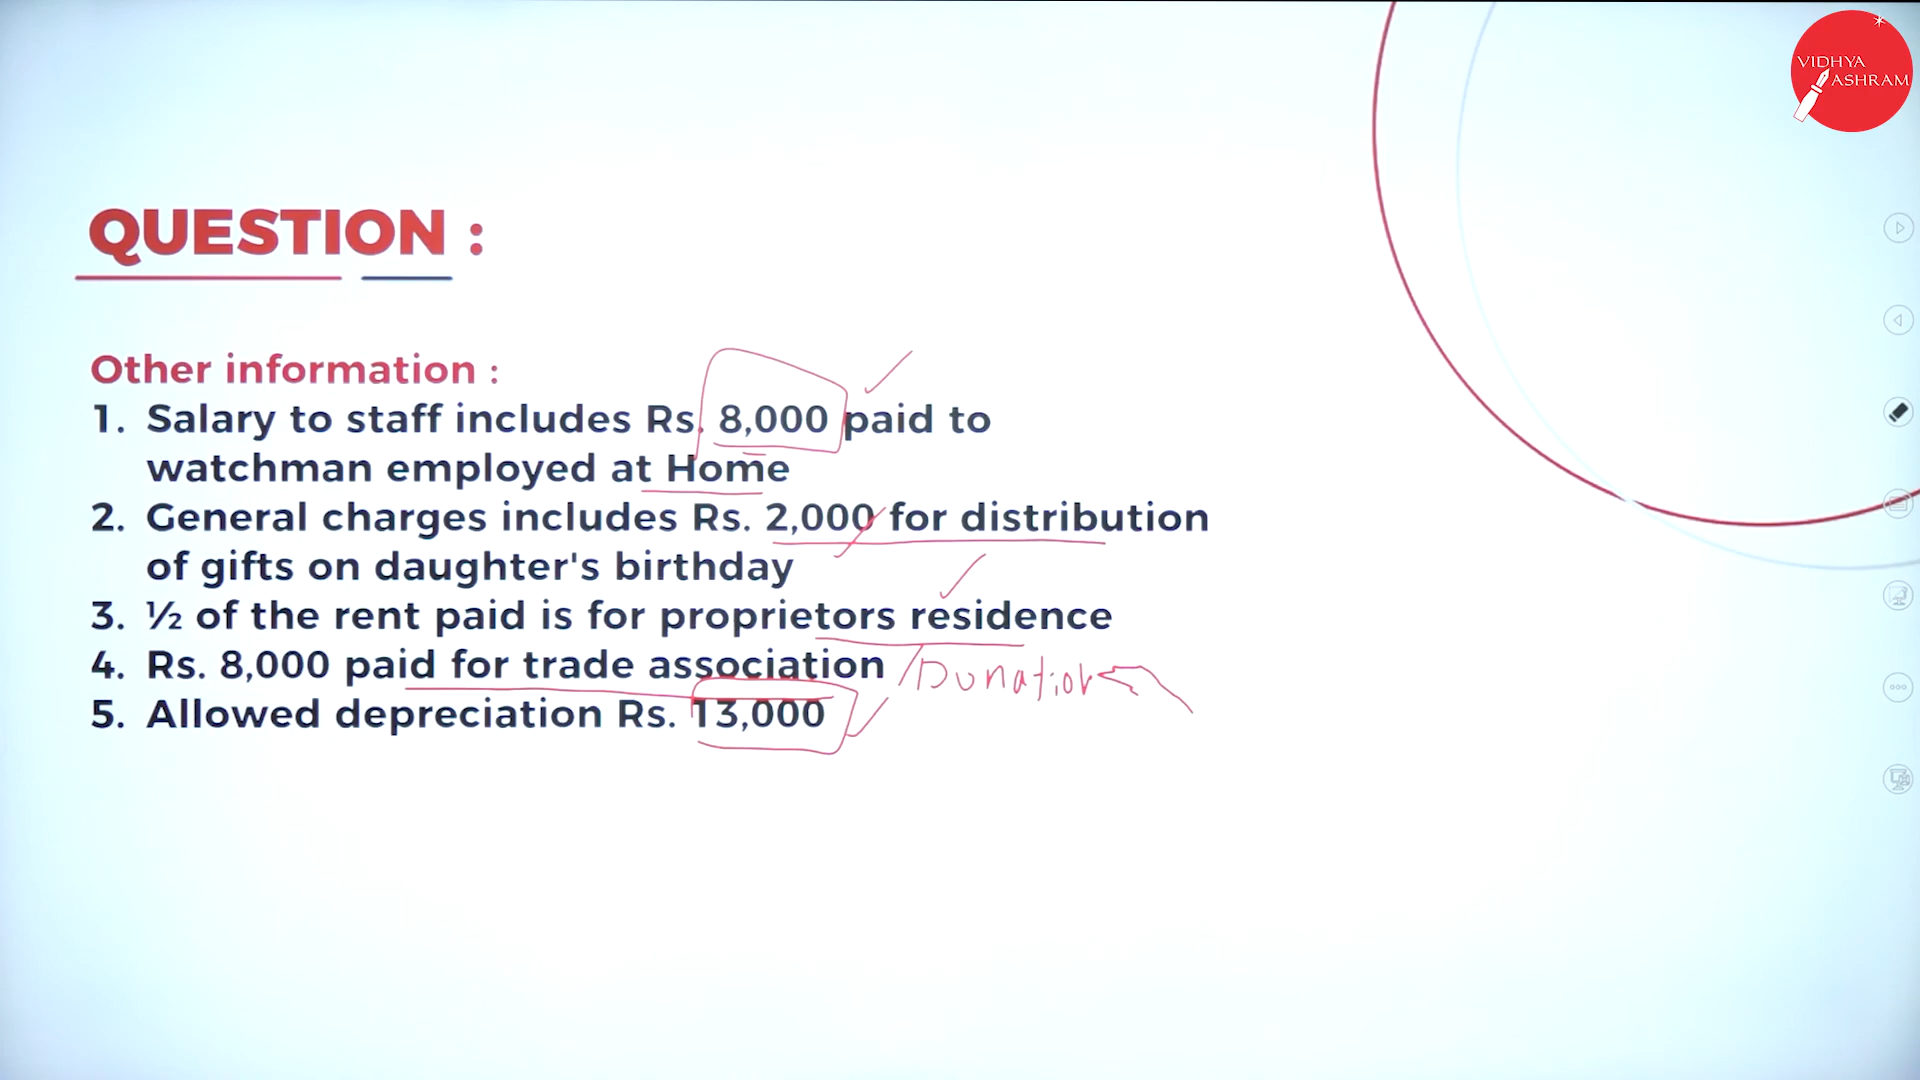 VIDHYA
ASHRAM
QUESTION :
Other information :
1. Salary to staff includes Rs. 8,000 paid to
watchman employed at Home
2. General charges includes Rs. 2,000 for distribution
of gifts on daughter's birthday
3. ½ of the rent paid is for proprietors residence
4. Rs. 8,000 paid for trade association / Donation
5. Allowed depreciation Rs. 13,000